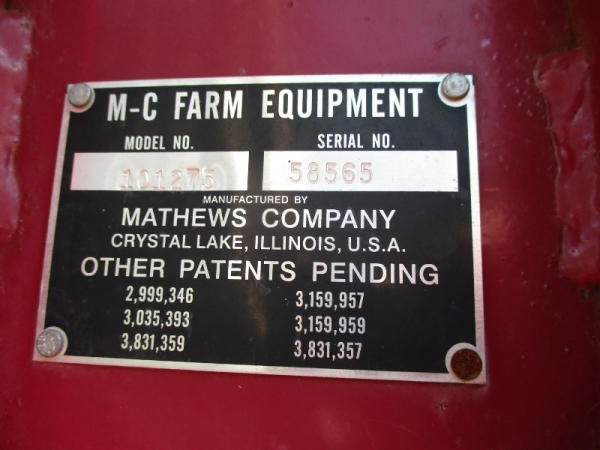 M-C FARM EQUIPMENT
MODEL NO. SERIAL NO.
101275 58565
MANUFACTURED BY
MATHEWS COMPANY
CRYSTAL LAKE, ILLINOIS, U.S.A.
OTHER PATENTS PENDING
2,999,346 3,159,957
3,035,393 3,159,959
3,831,359 3,831,357